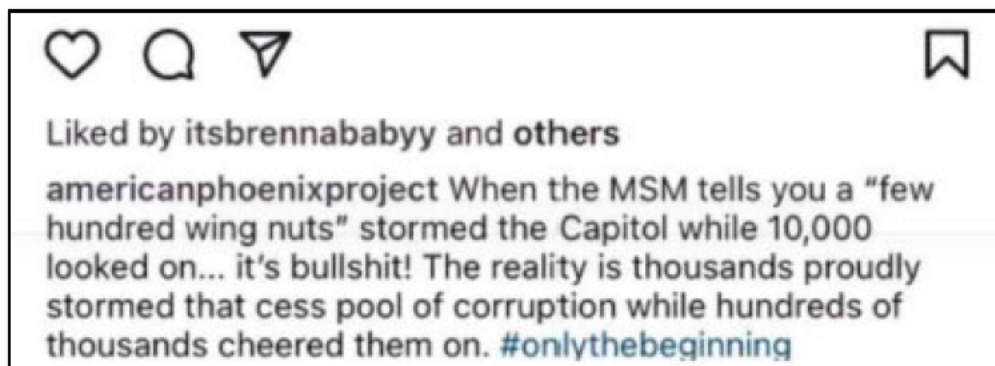 Liked by itsbrennababyy and others
americanphoenixproject When the MSM tells you a “few
hundred wing nuts” stormed the Capitol while 10,000
looked on... it’s bullshit! The reality is thousands proudly
stormed that cess pool of corruption while hundreds of
thousands cheered them on. #onlythebeginning